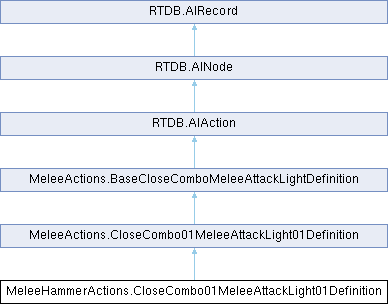 RTDB.AIRecord
RTDB.AINode
RTDB.AIAction
MeleeActions.BaseCloseComboMeleeAttackLightDefinition
MeleeActions.CloseCombo01MeleeAttackLight01Definition
MeleeHammerActions.CloseCombo01MeleeAttackLight01Definition